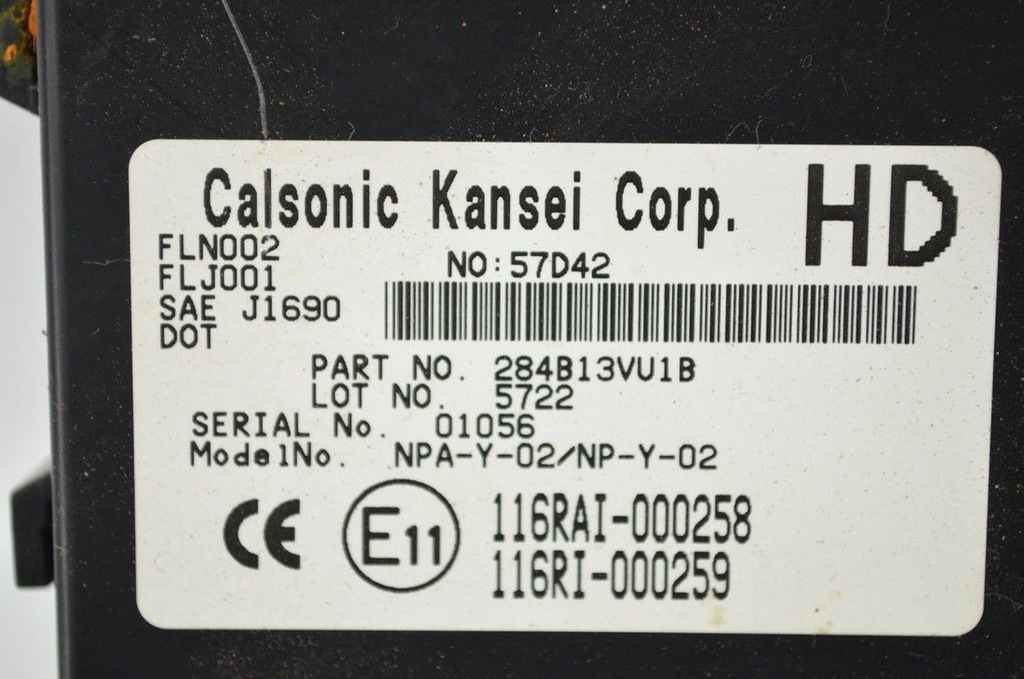 Calsonic Kansei Corp. HD
FLN002
FLJ001
NO:57D42
SAE J1690
DOT
PART NO. 284B13VU1B
LOT NO. 5722
SERIAL No. 01056
ModelNo. NPA-Y-02/NP-Y-02
CE E11 116RAI-000258
116RI-000259